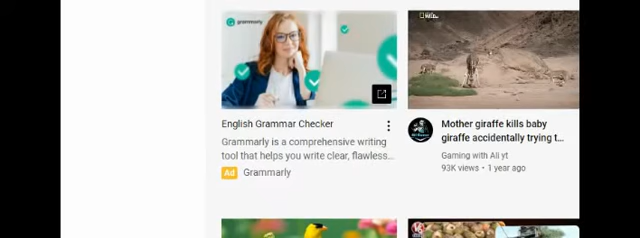 grammarly
English Grammar Checker
Grammarly is a comprehensive writing
tool that helps you write clear, flawless...
Ad Grammarly
Mother giraffe kills baby
giraffe accidentally trying t...
Gaming with Ali yt
93K views • 1 year ago
V6